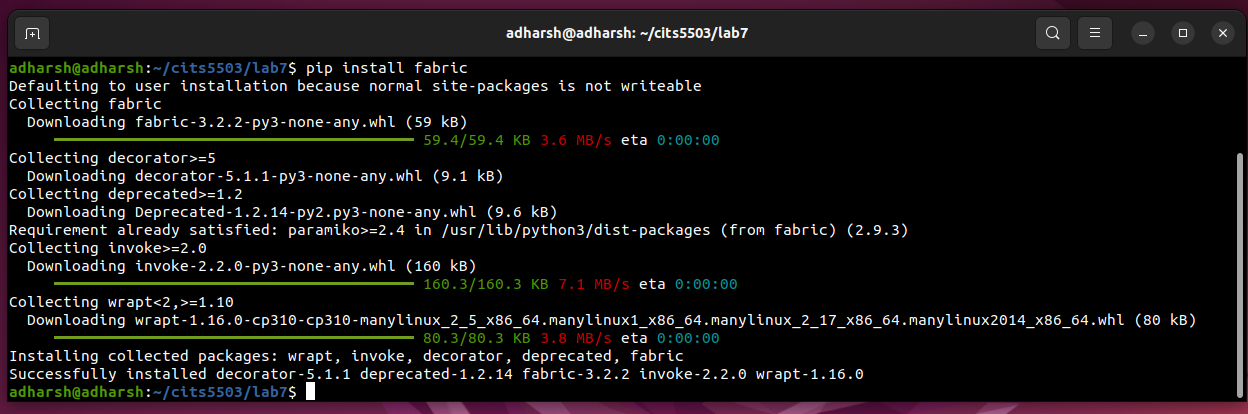 adharsh@adharsh: ~/cits5503/lab7
adharsh@adharsh:~/cits5503/lab7$ pip install fabric
Defaulting to user installation because normal site-packages is not writeable
Collecting fabric
  Downloading fabric-3.2.2-py3-none-any.whl (59 kB)
59.4/59.4 KB 3.6 MB/s eta 0:00:00
Collecting decorator>=5
  Downloading decorator-5.1.1-py3-none-any.whl (9.1 kB)
Collecting deprecated>=1.2
  Downloading Deprecated-1.2.14-py2.py3-none-any.whl (9.6 kB)
Requirement already satisfied: paramiko>=2.4 in /usr/lib/python3/dist-packages (from fabric) (2.9.3)
Collecting invoke>=2.0
  Downloading invoke-2.2.0-py3-none-any.whl (160 kB)
160.3/160.3 KB 7.1 MB/s eta 0:00:00
Collecting wrapt<2,>=1.10
  Downloading wrapt-1.16.0-cp310-cp310-manylinux_2_5_x86_64.manylinux1_x86_64.manylinux_2_17_x86_64.manylinux2014_x86_64.whl (80 kB)
80.3/80.3 KB 3.8 MB/s eta 0:00:00
Installing collected packages: wrapt, invoke, decorator, deprecated, fabric
Successfully installed decorator-5.1.1 deprecated-1.2.14 fabric-3.2.2 invoke-2.2.0 wrapt-1.16.0
adharsh@adharsh:~/cits5503/lab7$